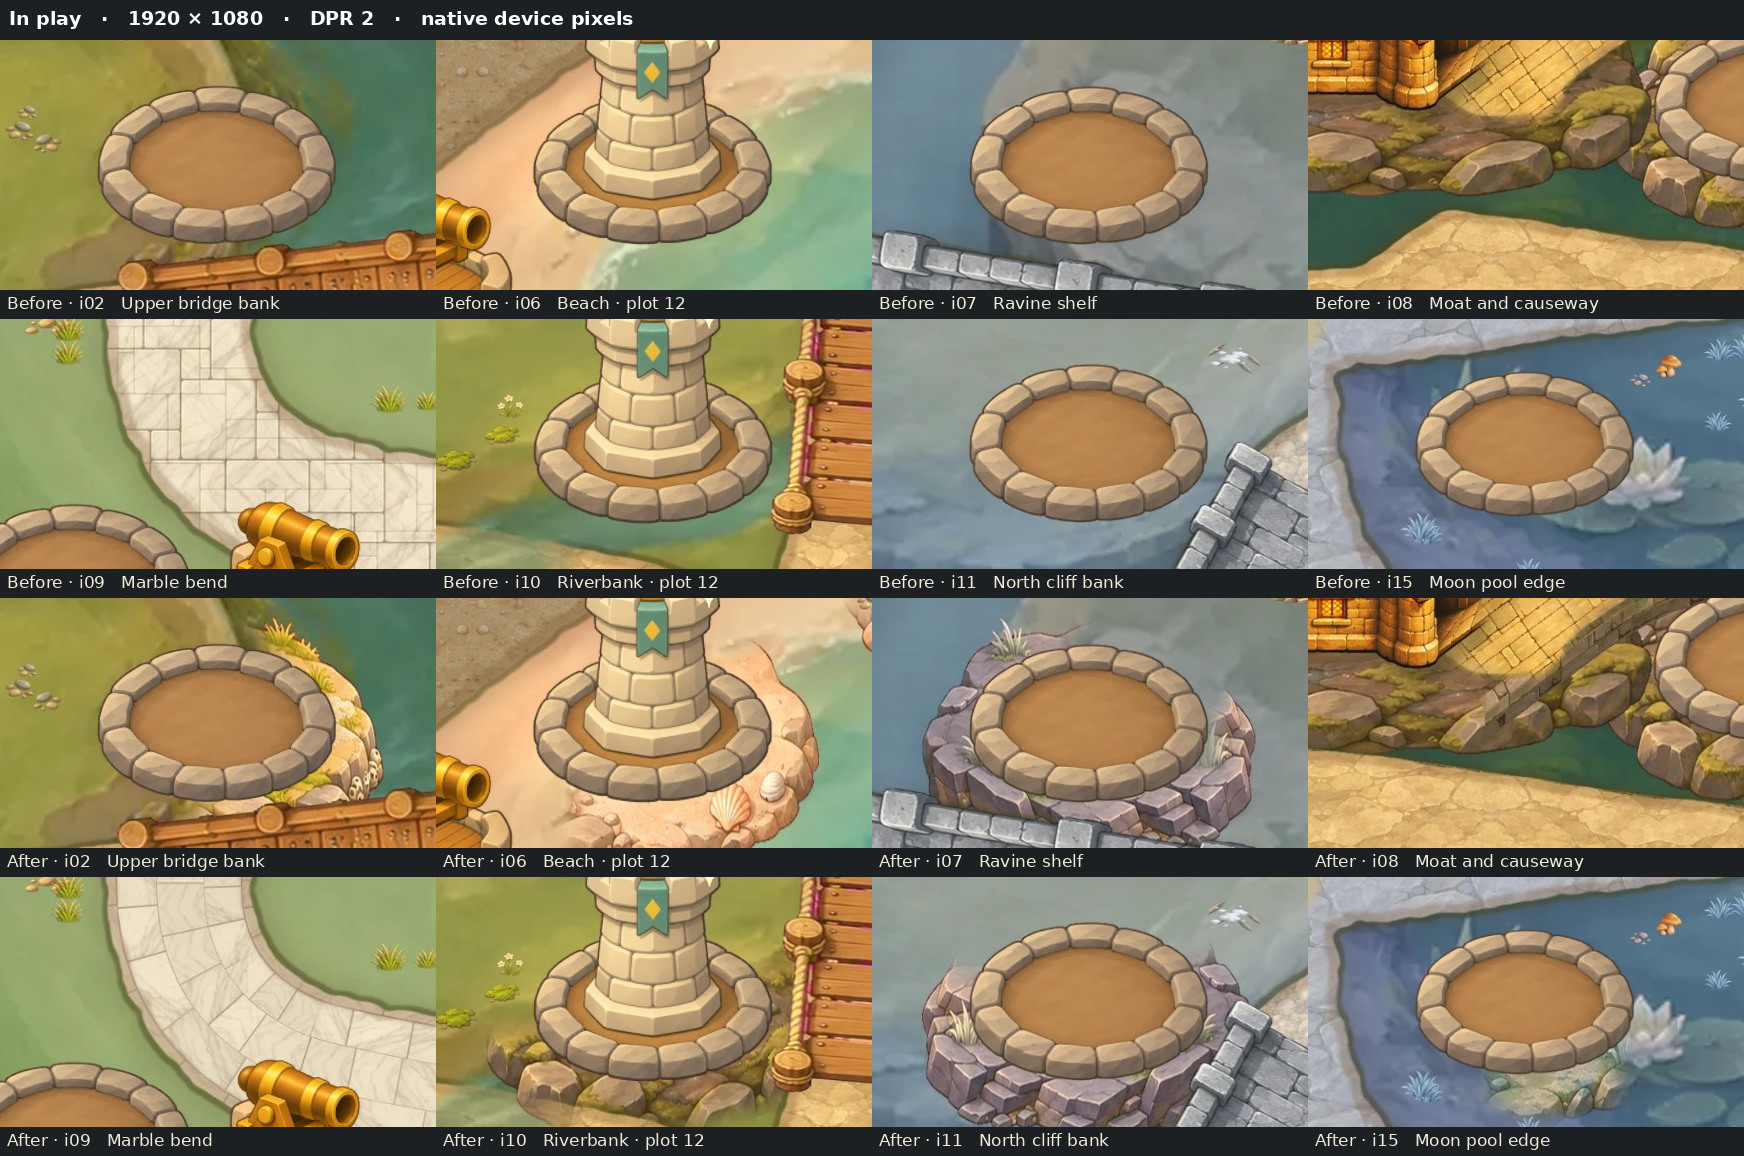 In play · 1920 × 1080 · DPR 2 · native device pixels
Before · i02 Upper bridge bank
Before · i06 Beach · plot 12
Before · i07 Ravine shelf
Before · i08 Moat and causeway
Before · i09 Marble bend
Before · i10 Riverbank · plot 12
Before · i11 North cliff bank
Before · i15 Moon pool edge
After · i02 Upper bridge bank
After · i06 Beach · plot 12
After · i07 Ravine shelf
After · i08 Moat and causeway
After · i09 Marble bend
After · i10 Riverbank · plot 12
After · i11 North cliff bank
After · i15 Moon pool edge